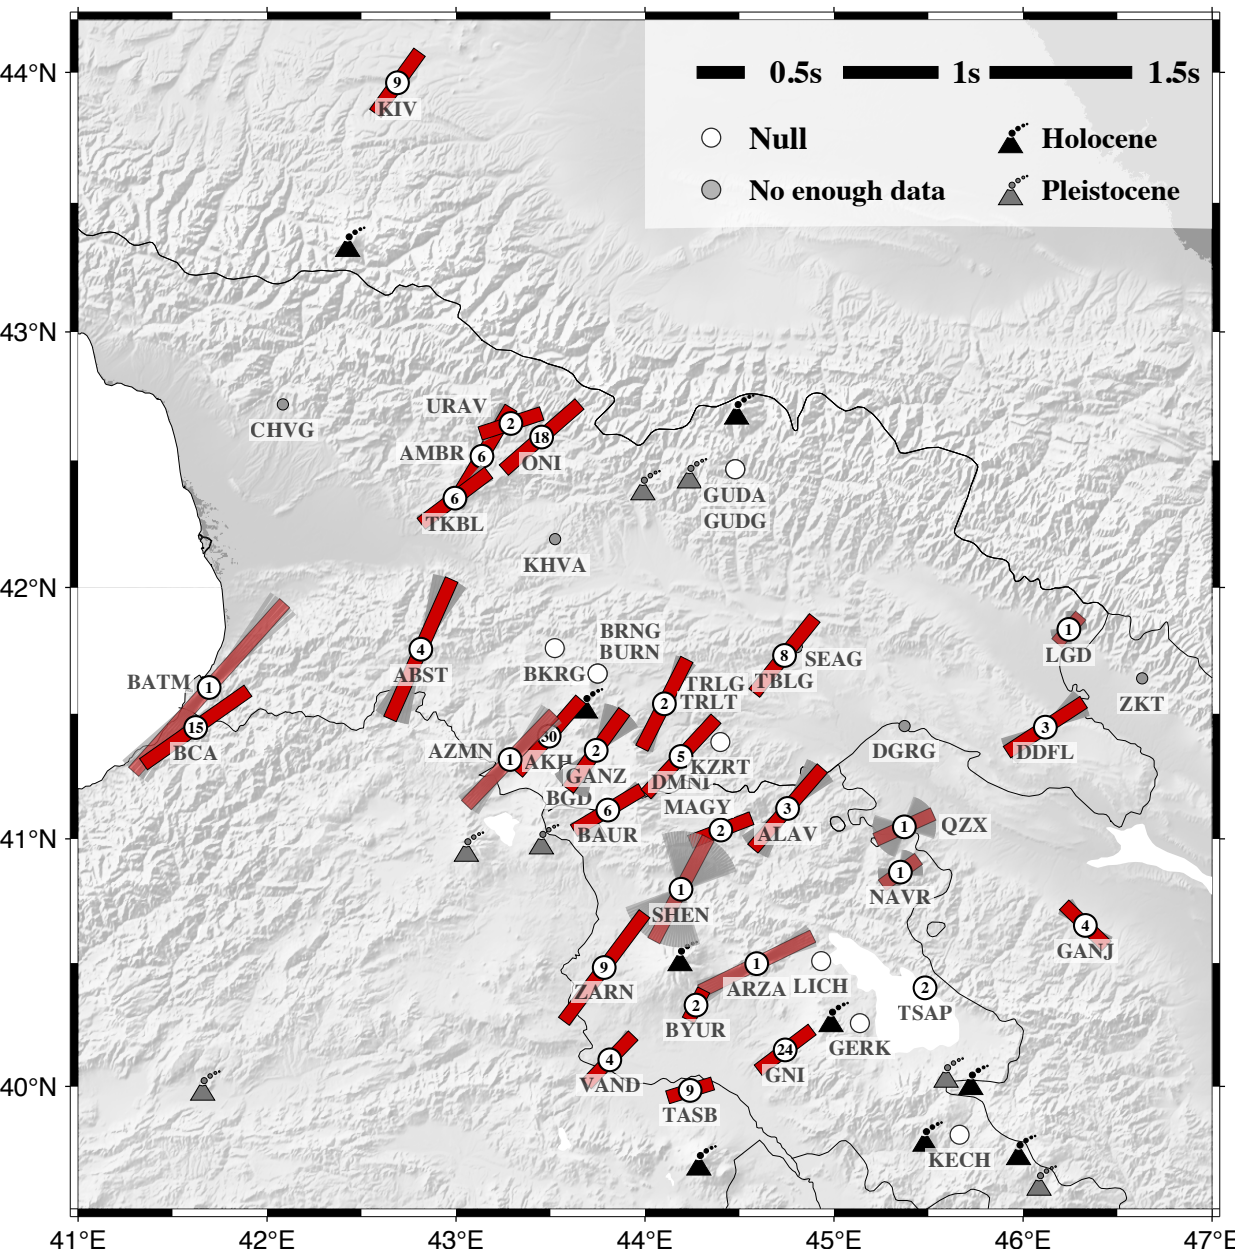 44°N
43°N
42°N
41°N
40°N
0.5s
1s
1.5s
Null
Holocene
No enough data
Pleistocene
9
KIV
CHVG
URAV
2
18
AMBR
6
ONI
6
TKBL
GUDA
GUDG
KHVA
BATM
1
15
BCA
4
ABST
BKRG
BRNG
BURN
8
SEAG
TBLG
1
LGD
ZKT
TRLG
TRLT
2
AZMN
1
30
AKH
2
GANZ
5
KZRT
DMNI
BGD
6
BAUR
MAGY
2
3
ALAV
DGRG
3
DDFL
1
QZX
1
NAVR
1
SHEN
4
GANJ
9
ZARN
1
ARZA
LICH
2
BYUR
2
TSAP
GERK
24
GNI
4
VAND
9
TASB
KECH
41°E
42°E
43°E
44°E
45°E
46°E
47°E